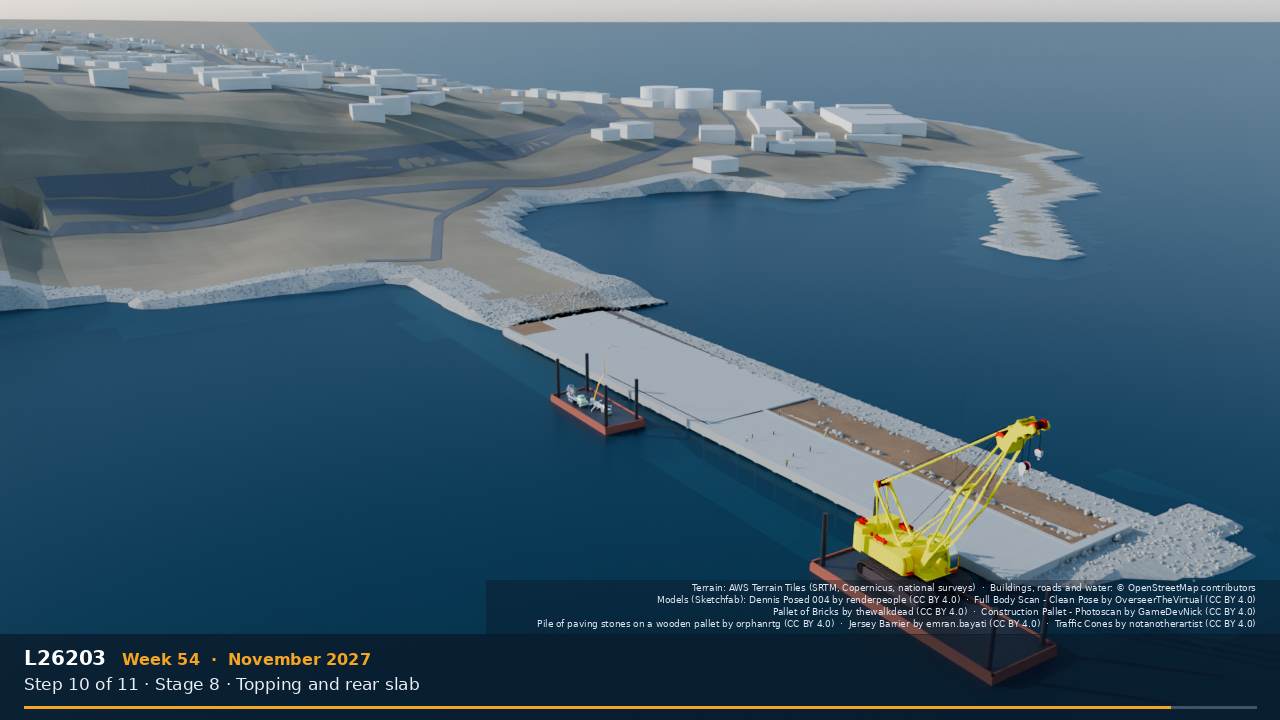 Terrain: AWS Terrain Tiles (SRTM, Copernicus, national surveys)  ·  Buildings, roads and water: © OpenStreetMap contributors
Models (Sketchfab): Dennis Posed 004 by renderpeople (CC BY 4.0)  ·  Full Body Scan - Clean Pose by OverseerTheVirtual (CC BY 4.0)
Pallet of Bricks by thewalkdead (CC BY 4.0)  ·  Construction Pallet - Photoscan by GameDevNick (CC BY 4.0)
Pile of paving stones on a wooden pallet by orphanrtg (CC BY 4.0)  ·  Jersey Barrier by emran.bayati (CC BY 4.0)  ·  Traffic Cones by notanotherartist (CC BY 4.0)
L26203 Week 54 · November 2027
Step 10 of 11 · Stage 8 · Topping and rear slab